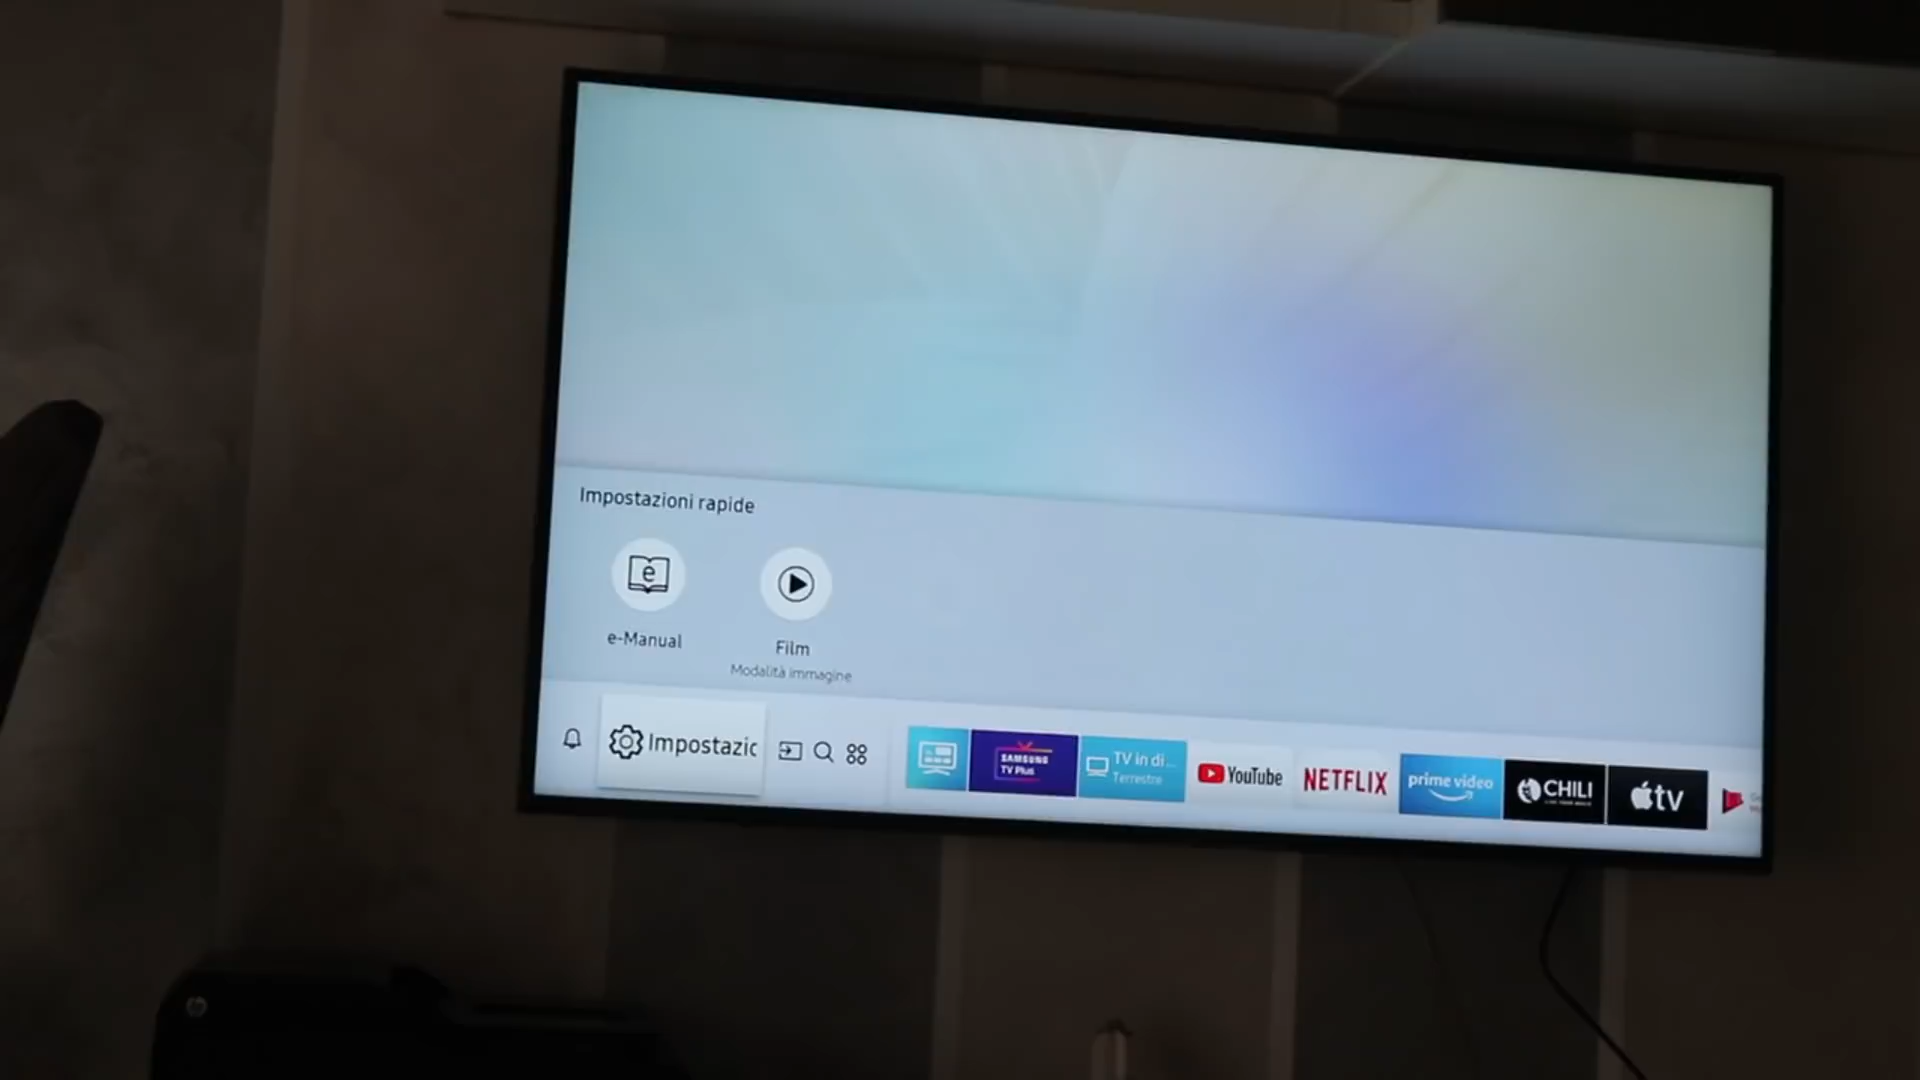 Impostazioni rapide
e
e-Manual
Film
Modalità immagine
Impostazic
SAMSUNG
TV Plus
TV in di...
Terrestre
YouTube
NETFLIX
prime video
CHILI
tv